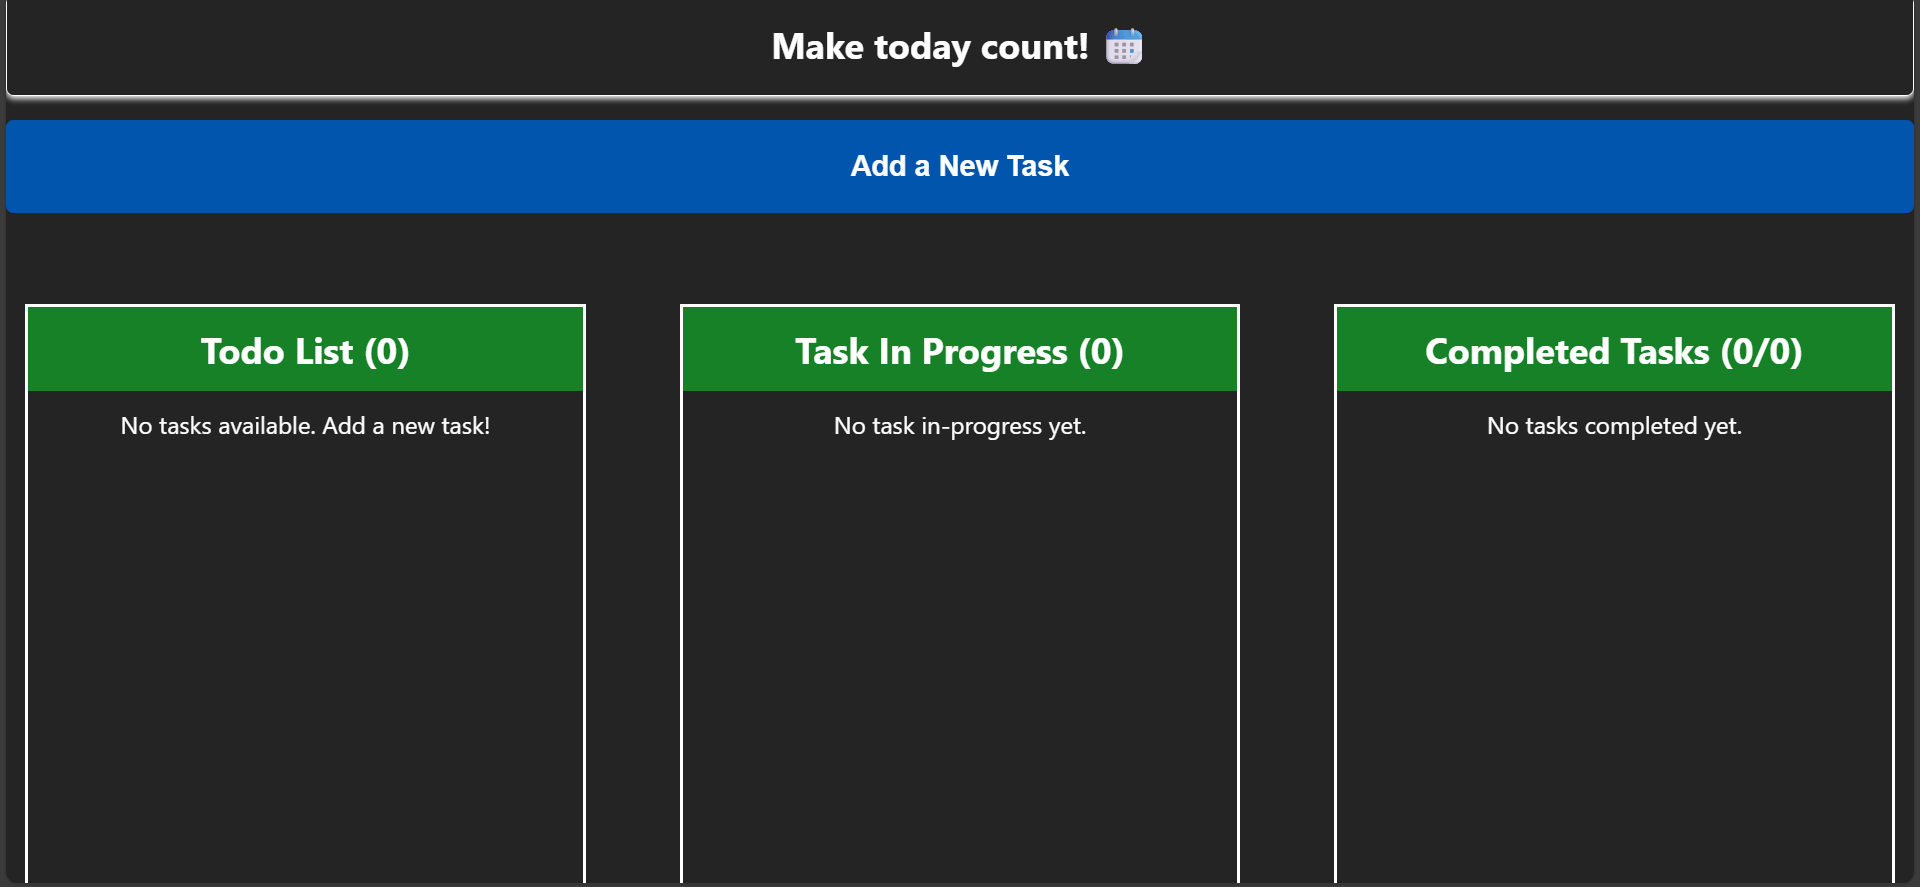 Make today count! 📅
Add a New Task
Todo List (0)
No tasks available. Add a new task!
Task In Progress (0)
No task in-progress yet.
Completed Tasks (0/0)
No tasks completed yet.